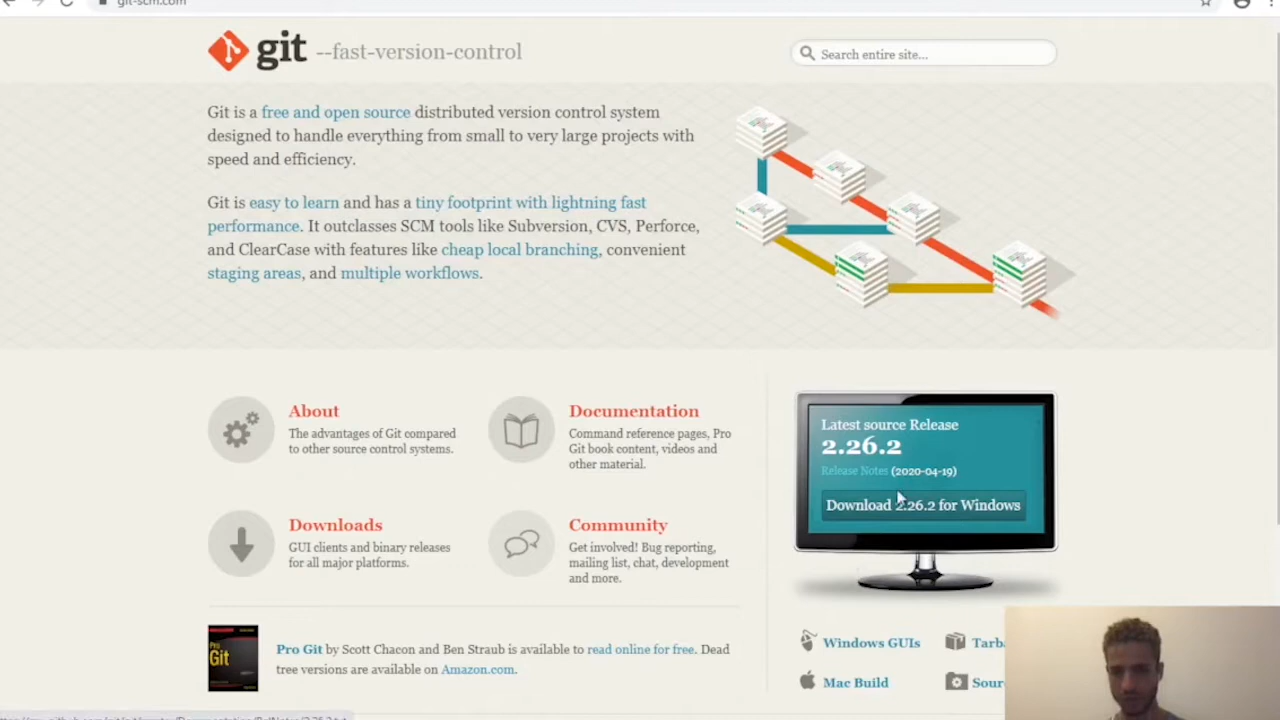 git-scm.com
git --fast-version-control
Search entire site...
Git is a free and open source distributed version control system
designed to handle everything from small to very large projects with
speed and efficiency.
Git is easy to learn and has a tiny footprint with lightning fast
performance. It outclasses SCM tools like Subversion, CVS, Perforce,
and ClearCase with features like cheap local branching, convenient
staging areas, and multiple workflows.
About
The advantages of Git compared
to other source control systems.
Documentation
Command reference pages, Pro
Git book content, videos and
other material.
Downloads
GUI clients and binary releases
for all major platforms.
Community
Get involved! Bug reporting,
mailing list, chat, development
and more.
Latest source Release
2.26.2
Release Notes (2020-04-19)
Download 2.26.2 for Windows
Pro
Git
Pro Git by Scott Chacon and Ben Straub is available to read online for free. Dead
tree versions are available on Amazon.com.
Windows GUIs
Mac Build